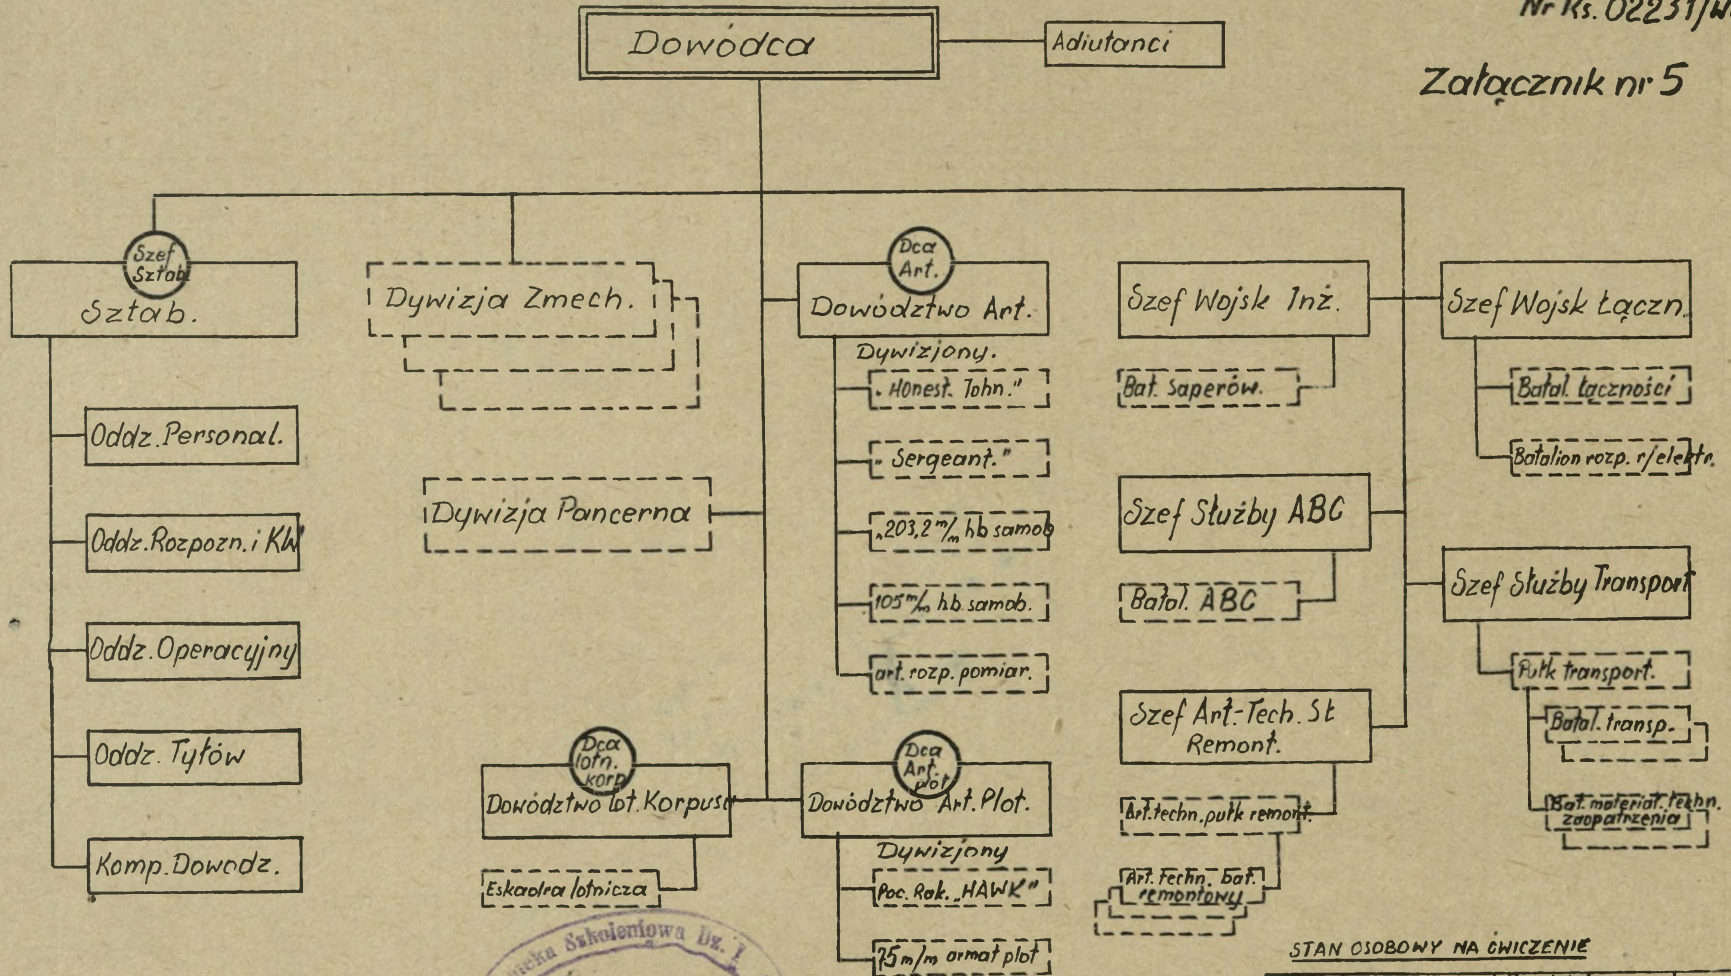 Nr Ks. 02231/W
Załącznik nr 5
Dowódca
Adiutanci
Szef
Sztab.
Sztab.
Oddz. Personal.
Oddz. Rozpozn. i KW
Oddz. Operacyjny
Oddz. Tyłów
Komp. Dowodz.
Dywizja Zmech.
Dywizja Pancerna
Dca
lotn.
korp.
Dowództwo lot. Korpusu
Eskadra lotnicza
Dca
Art.
Dowództwo Art.
Dywizjony.
"Honest. John."
"Sergeant."
"203,2 m/m hb samob
105 m/m hb. samob.
art. rozp. pomiar.
Dca
Art.
plot
Dowództwo Art. Plot.
Dywizjony
Poc. Rak. "HAWK"
75 m/m armat plot
Szef Wojsk Inż.
Bat. Saperów.
Szef Służby ABC
Batal. ABC
Szef Art.-Tech. St
Remont.
Art. techn. pułk remont.
Art. techn. bat.
remontowy
Szef Wojsk Łączn.
Batal. Łączności
Batalion rozp. r/elektr.
Szef Służby Transport
Pułk transport.
Batal. transp.
Bat. materiał. techn.
zaopatrzenia
Szkoleniowa Dz. I
STAN OSOBOWY NA ĆWICZENIE